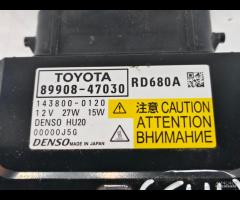 TOYOTA
89908-47030 RD680A
143800-0120
12V 27W 15W
DENSO HU20
00000J5G
DENSO MADE IN JAPAN
注意 CAUTION
ATTENTION
ВНИМАНИЕ